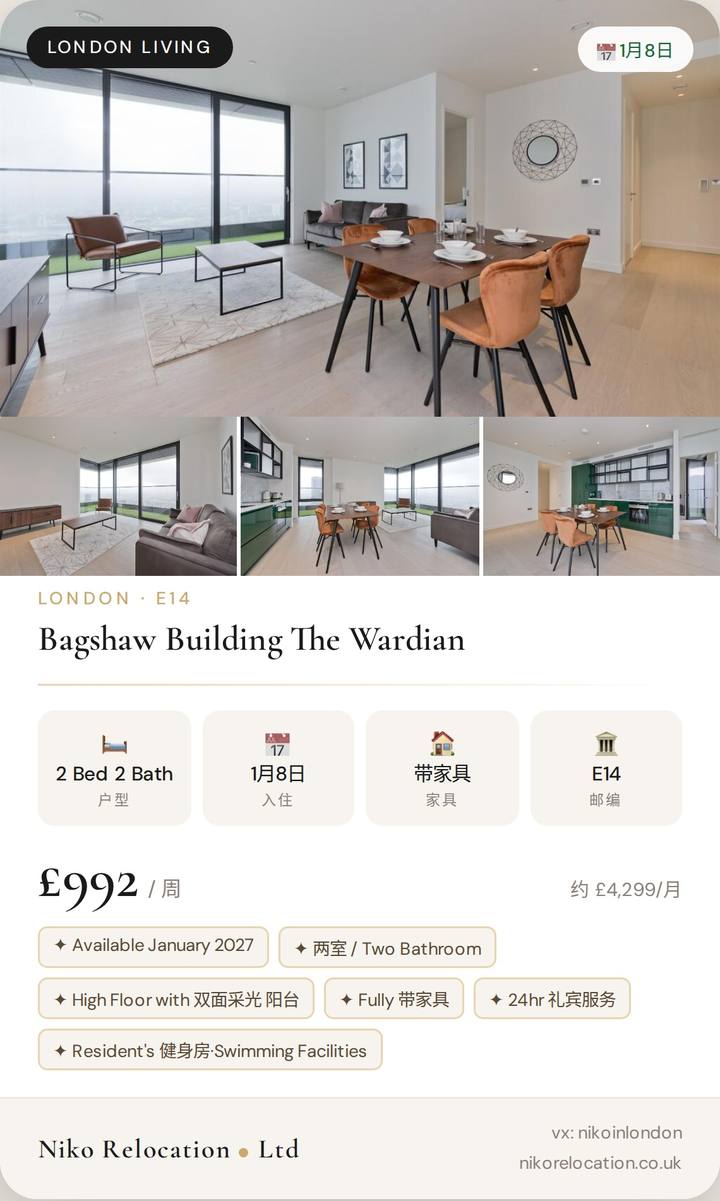 LONDON LIVING
📅1月8日
LONDON · E14
Bagshaw Building The Wardian
2 Bed 2 Bath
户型
1月8日
入住
带家具
家具
E14
邮编
£992 / 周
约 £4,299/月
✦ Available January 2027
✦ 两室 / Two Bathroom
✦ High Floor with 双面采光 阳台
✦ Fully 带家具
✦ 24hr 礼宾服务
✦ Resident's 健身房·Swimming Facilities
Niko Relocation ● Ltd
vx: nikoinlondon
nikorelocation.co.uk